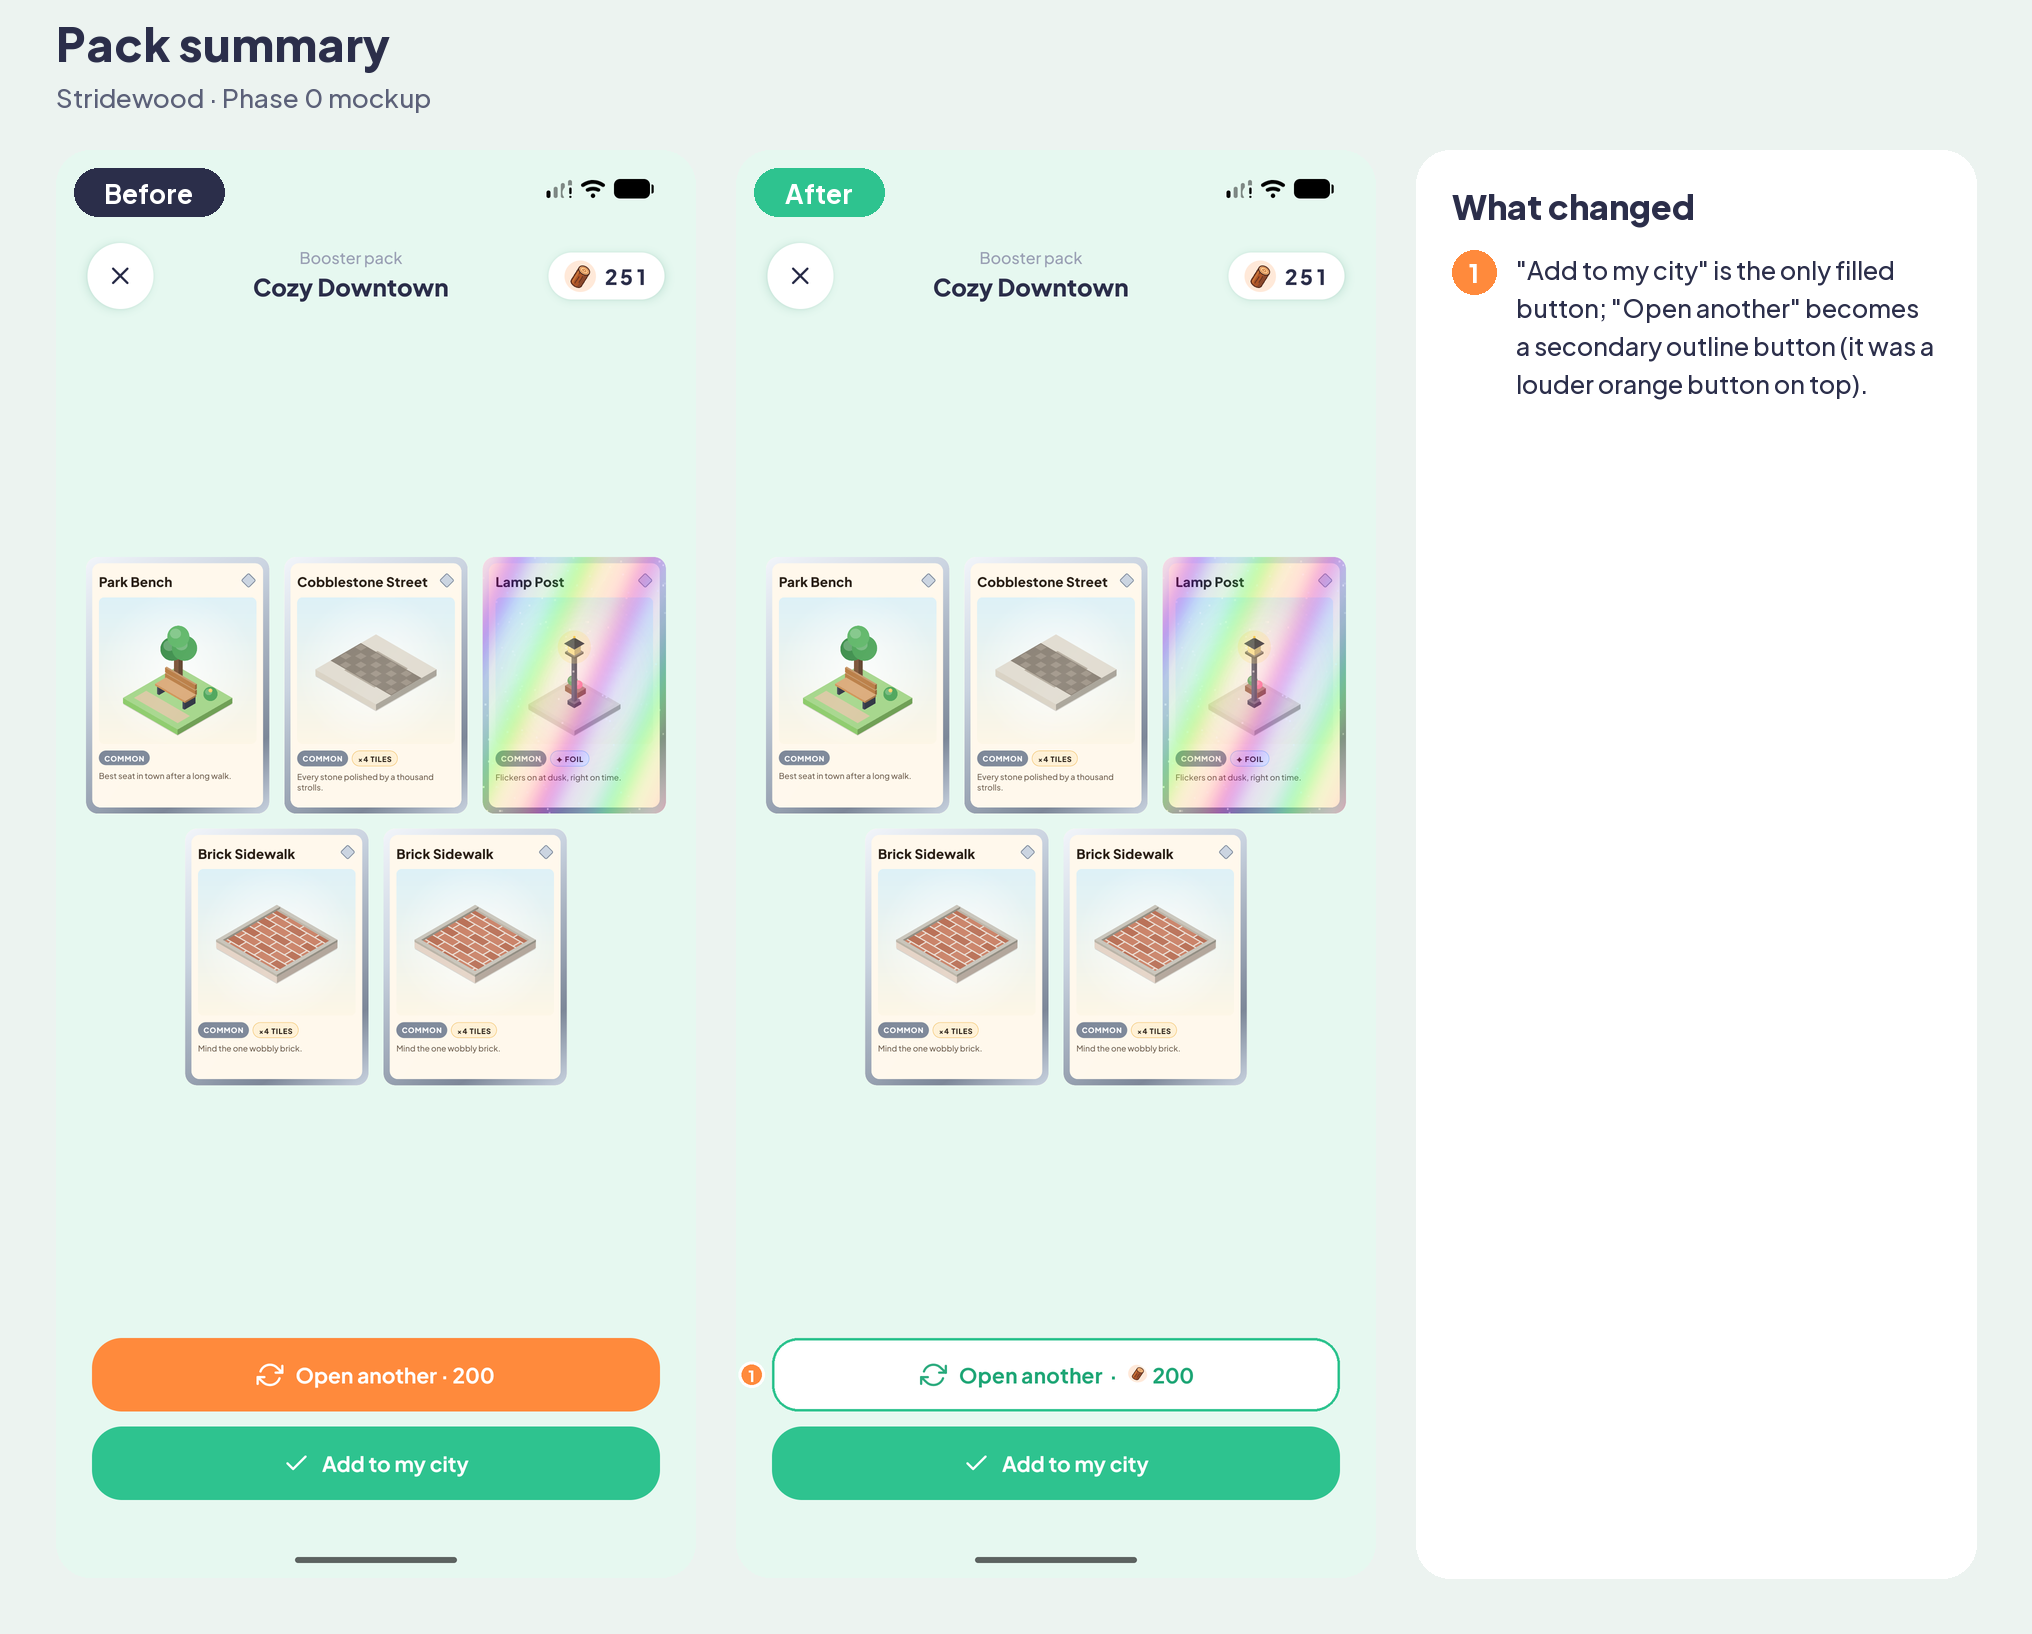 Pack summary
Stridewood · Phase 0 mockup
Before
Booster pack
Cozy Downtown
251
Park Bench
COMMON
Best seat in town after a long walk.
Cobblestone Street
COMMON ×4 TILES
Every stone polished by a thousand
strolls.
Lamp Post
COMMON ✦ FOIL
Flickers on at dusk, right on time.
Brick Sidewalk
COMMON ×4 TILES
Mind the one wobbly brick.
Brick Sidewalk
COMMON ×4 TILES
Mind the one wobbly brick.
Open another · 200
Add to my city
After
Booster pack
Cozy Downtown
251
Park Bench
COMMON
Best seat in town after a long walk.
Cobblestone Street
COMMON ×4 TILES
Every stone polished by a thousand
strolls.
Lamp Post
COMMON ✦ FOIL
Flickers on at dusk, right on time.
Brick Sidewalk
COMMON ×4 TILES
Mind the one wobbly brick.
Brick Sidewalk
COMMON ×4 TILES
Mind the one wobbly brick.
1
Open another · 200
Add to my city
What changed
1
"Add to my city" is the only filled
button; "Open another" becomes
a secondary outline button (it was a
louder orange button on top).